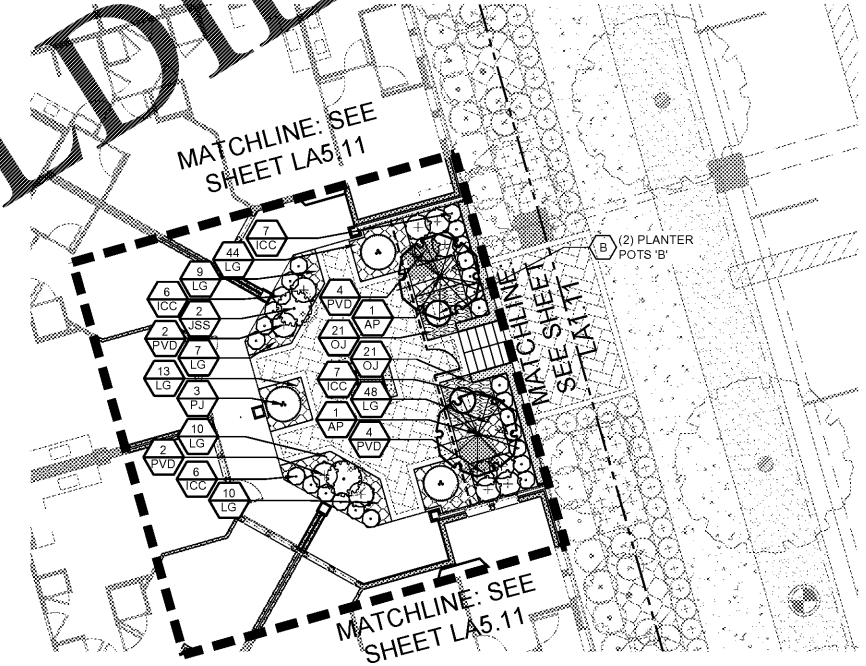 LDI
MATCHLINE: SEE
SHEET LA5.11
7
ICC
44
LG
9
LG
6
ICC
2
JSS
2
PVD
7
LG
13
LG
3
PJ
10
LG
2
PVD
6
ICC
10
LG
4
PVD
1
AP
21
OJ
21
OJ
7
ICC
48
LG
1
AP
4
PVD
B
(2) PLANTER
POTS 'B'
MATCHLINE
SEE SHEET
LA1.11
MATCHLINE: SEE
SHEET LA5.11